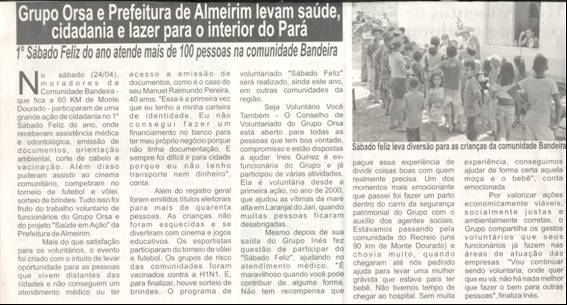 Grupo Orsa e Prefeitura de Almeirim levam saúde,
cidadania e lazer para o interior do Pará
1º Sábado Feliz do ano atende mais de 100 pessoas na comunidade Bandeira
No sábado (24/04),
moradores da
Comunidade Bandeira -
que fica a 60 KM de Monte
Dourado - participaram de uma
grande ação de cidadania no 1º
Sábado Feliz do ano, onde
receberam assistência médica
e odontológica, emissão de
documentos, orientação
ambiental, corte de cabelo e
vacinação. Além disso
puderam assistir ao cinema
comunitário, competiram no
torneio de futebol e vôlei,
sorteio de brindes. Tudo isso foi
fruto do trabalho voluntário de
funcionários do Grupo Orsa e
do projeto "Saúde em Ação" da
Prefeitura de Almeirim.
Mais do que satisfação
para os voluntários, o evento
foi criado com o intuito de levar
oportunidade para as pessoas
que vivem distantes das
cidades e não conseguem um
atendimento médico ou ter
acesso a emissão de
documentos, como é o caso do
seu Manuel Raimundo Pereira,
40 anos. "Essa é a primeira vez
que eu tenho a minha carteira
de identidade. Eu não
consegui fazer um
financiamento no banco para
ter meu próprio negócio porque
não tinha documentação. E
sempre foi difícil ir para cidade
porque eu não tenho
transporte nem dinheiro",
conta.
Além do registro geral
foram emitidos títulos eleitorais
para mais de quarenta
pessoas. As crianças não
foram esquecidas e se
divertiram com cinema e jogos
educativos. Os esportistas
participaram do torneio de vôlei
e futebol. Os grupos de risco
das comunidades foram
vacinados contra a H1N1. E,
para finalizar, houve sorteio de
brindes. O programa de
voluntariado "Sábado Feliz"
será realizado, ainda este ano,
em outras comunidades da
região.
Seja Voluntário Você
Também - O Conselho de
Voluntariado do Grupo Orsa
está aberto para todas as
pessoas que tem boa vontade,
compromisso e estão dispostas
a ajudar. Inês Guinez é ex-
funcionária do Grupo e já
participou de várias atividades.
Ela é voluntária desde a
primeira ação, no ano de 2000,
que ajudou as vítimas da maré
alta em Laranjal do Jari, quando
muitas pessoas ficaram
desabrigadas.
Mesmo depois de sua
saída do Grupo Inês fez
questão de participar do
"Sábado Feliz", ajudando no
atendimento médico. "É
maravilhoso quando você pode
contribuir de alguma forma.
Não tem recompensa que
Sábado feliz leva diversão para as crianças da comunidade Bandeira
pague essa experiência de
dividir coisas boas com quem
realmente precisa. Um dos
momentos mais emocionante
que passei foi fazer um parto
dentro do carro da segurança
patrimonial do Grupo com o
auxílio dos agentes sociais.
Estávamos passando pela
comunidade do Recreio (uns
90 km de Monte Dourado) e
chovia muito, quando
chegaram até nós pedindo
ajuda para levar uma mulher
grávida que estava tendo um
bebê. Não tivemos tempo de
chegar ao hospital. Sem muita
experiência, conseguimos
ajudar de forma certa aquela
moça e o bebê", conta
emocionada.
Por valorizar ações
economicamente viáveis,
socialmente justas e
ambientalmente corretas, o
Grupo compartilha os gestos
voluntários que seus
funcionários já fazem nas
áreas de atuação das
empresas. "Vou continuar
sendo voluntária, onde quer
que eu vá, não há nada melhor
que fazer o bem para outra
pessoa", finaliza Inês.